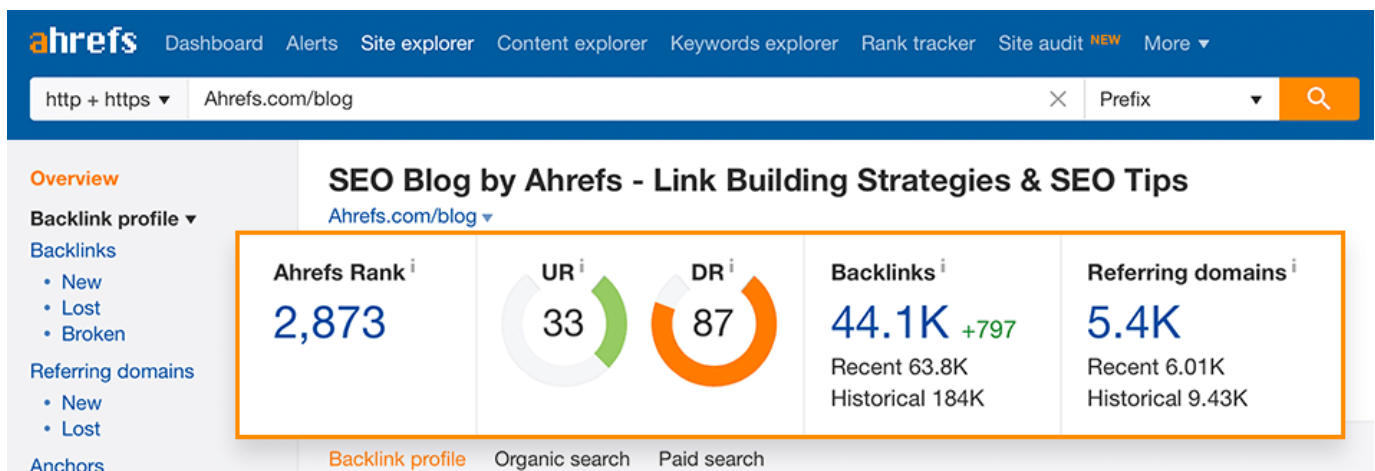 ahrefs Dashboard Alerts Site explorer Content explorer Keywords explorer Rank tracker Site audit NEW More ▾
http + https ▾ Ahrefs.com/blog × Prefix ▾
Overview
SEO Blog by Ahrefs - Link Building Strategies & SEO Tips
Ahrefs.com/blog ▾
Backlink profile ▾
Backlinks
• New
• Lost
• Broken
Referring domains
• New
• Lost
Anchors
Ahrefs Rank i
2,873
UR i
33
DR i
87
Backlinks i
44.1K +797
Recent 63.8K
Historical 184K
Referring domains i
5.4K
Recent 6.01K
Historical 9.43K
Backlink profile Organic search Paid search